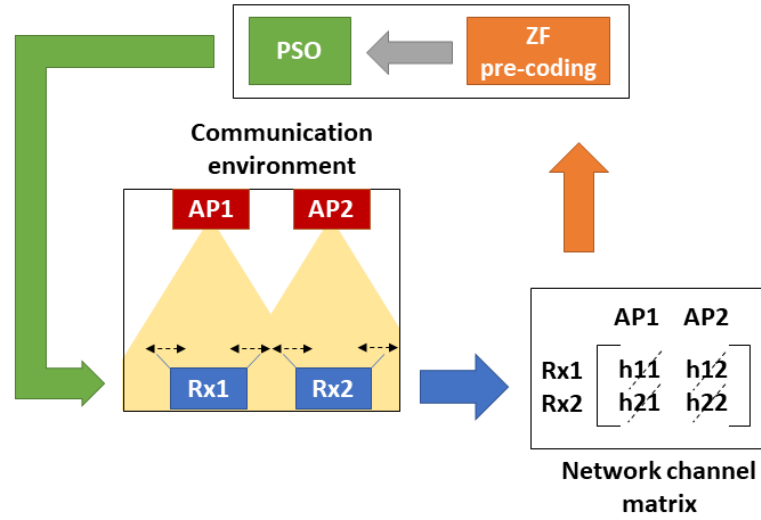 PSO
ZF
pre-coding
Communication
environment
AP1 AP2
Rx1 Rx2
AP1 AP2
Rx1 h11 h12
Rx2 h21 h22
Network channel
matrix